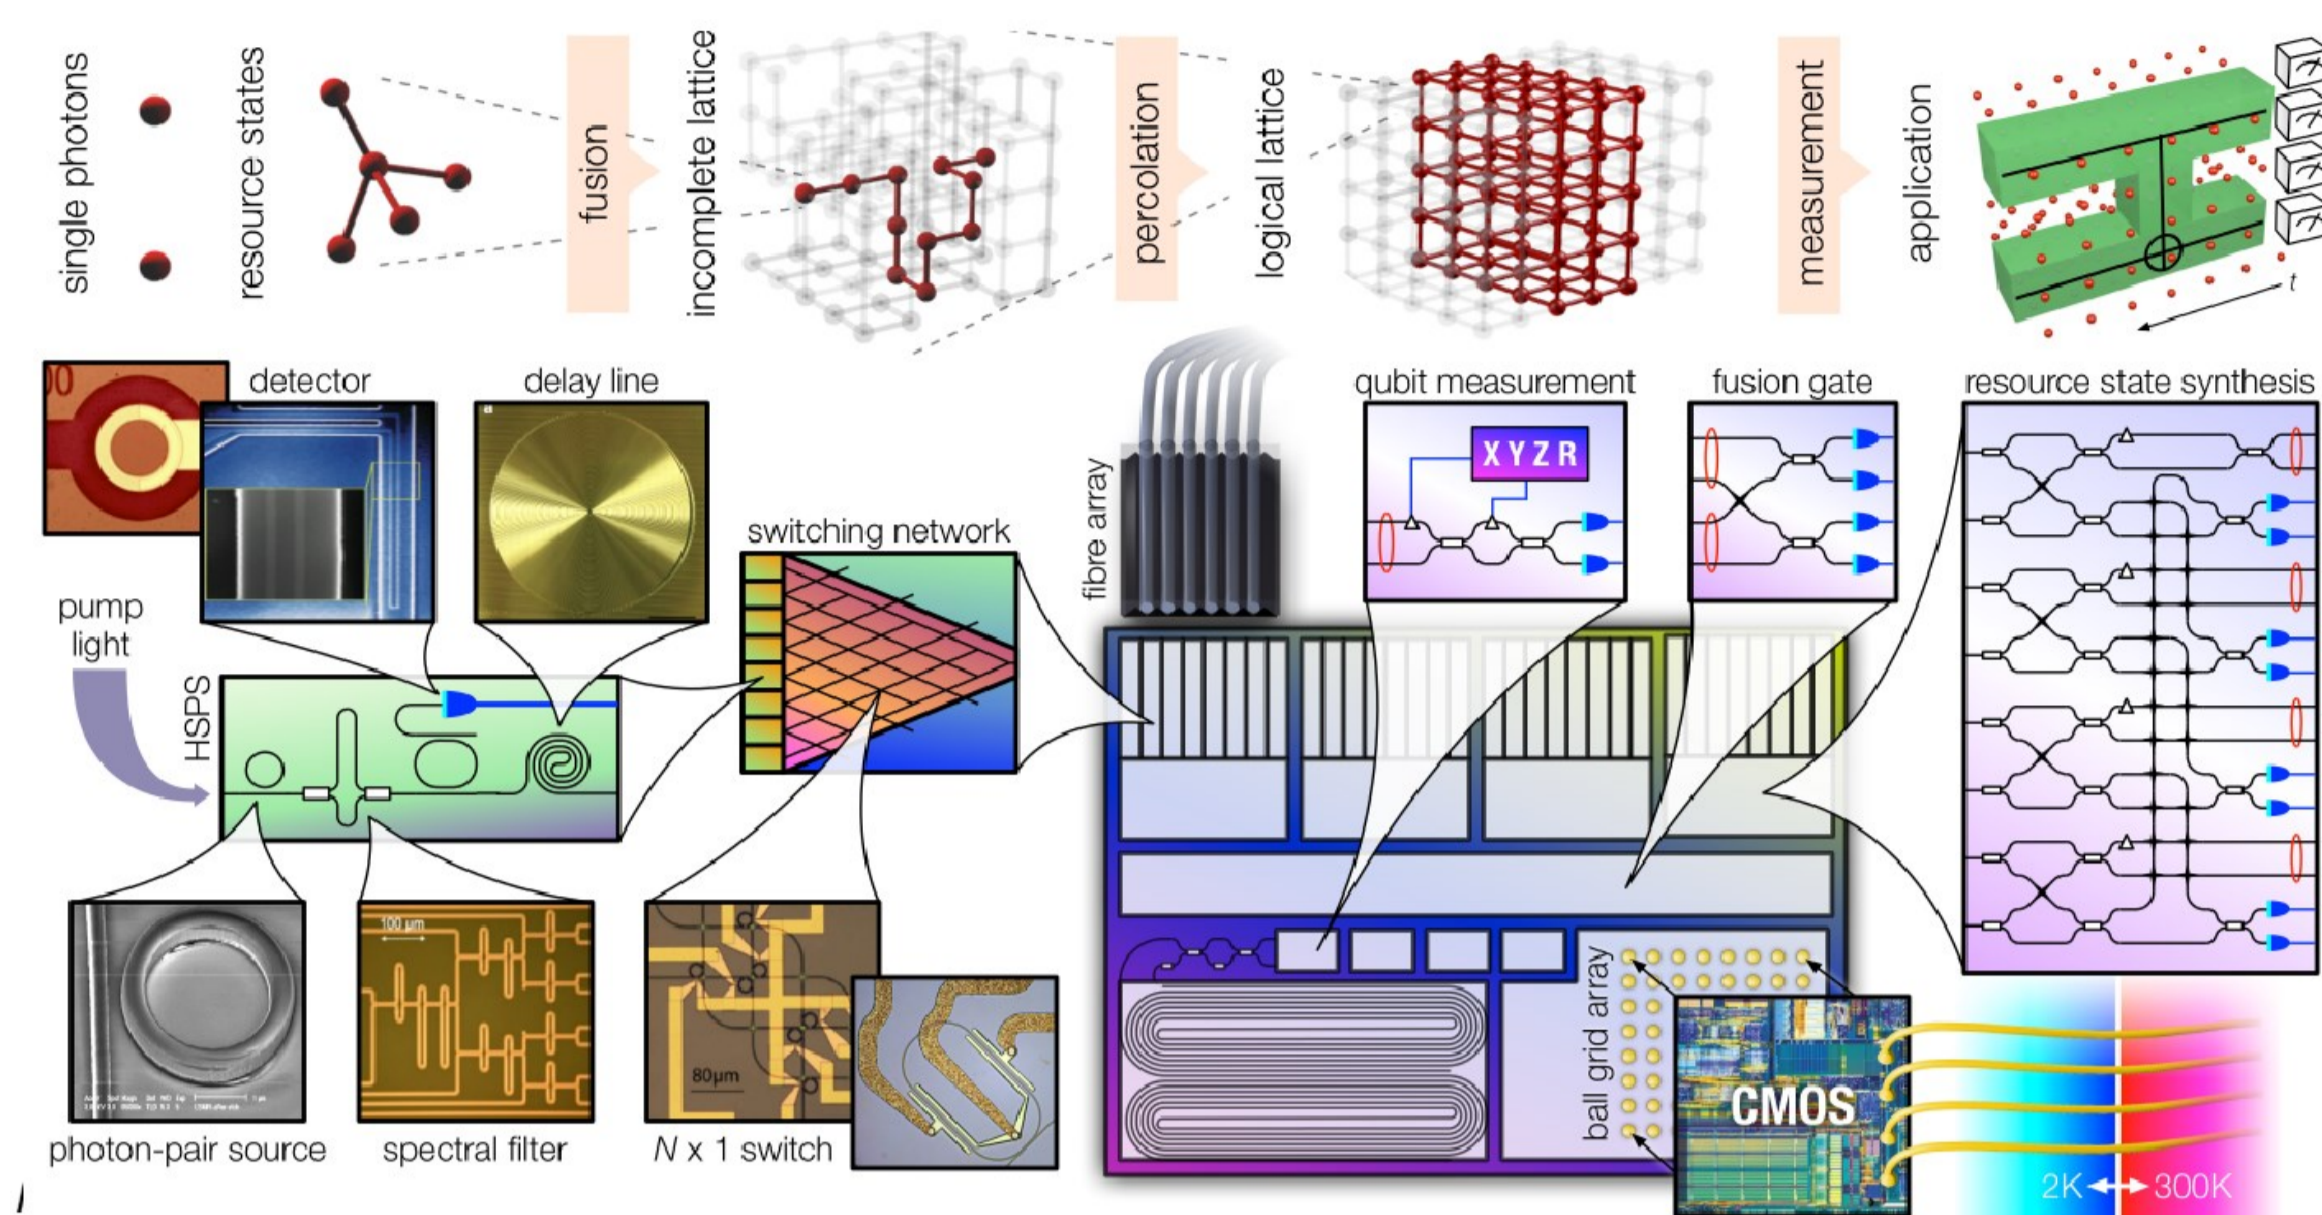 single photons
resource states
fusion
incomplete lattice
percolation
logical lattice
measurement
application
t
00
detector
delay line
pump
light
HSPS
switching network
fibre array
qubit measurement
XYZR
fusion gate
resource state synthesis
100 µm
80µm
photon-pair source
spectral filter
N x 1 switch
ball grid array
CMOS
2K
300K